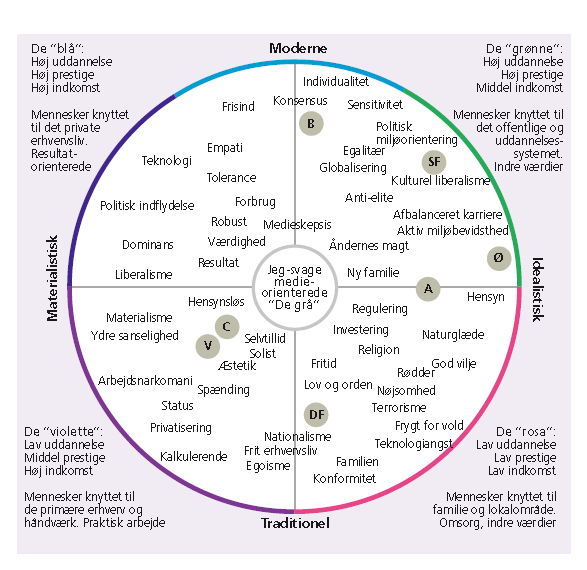 De "blå":
Høj uddannelse
Høj prestige
Høj indkomst
Mennesker knyttet
til det private
erhvervsliv.
Resultat-
orienterede
Moderne
De "grønne":
Høj uddannelse
Høj prestige
Middel indkomst
Mennesker knyttet til
det offentlige og
uddannelses-
systemet.
Indre værdier
Individualitet
Konsensus
Sensitivitet
Frisind
B
Politisk
miljøorientering
Empati
Egalitær
SF
Teknologi
Globalisering
Tolerance
Kulturel liberalisme
Anti-elite
Forbrug
Politisk indflydelse
Afbalanceret karriere
Robust
Medieskepsis
Aktiv miljøbevidsthed
Værdighed
Dominans
Åndernes magt
Ø
Resultat
Liberalisme
Ny familie
Materialistisk
Jeg-svage
medie-
orienterede
"De grå"
Idealistisk
A
Hensyn
Hensynsløs
Regulering
Materialisme
C
Investering
Ydre sanselighed
Selvtillid
Naturglæde
V
Solist
Religion
Æstetik
Fritid
God vilje
Rødder
Arbejdsnarkomani
Lov og orden
Spænding
Nøjsomhed
Status
DF
Terrorisme
Privatisering
Frygt for vold
Nationalisme
Teknologiangst
Frit erhvervsliv
Kalkulerende
Egoisme
Familien
Konformitet
De "violette":
Lav uddannelse
Middel prestige
Høj indkomst
Mennesker knyttet til
de primære erhverv og
håndværk. Praktisk arbejde
Traditionel
De "rosa":
Lav uddannelse
Lav prestige
Lav indkomst
Mennesker knyttet til
familie og lokalområde.
Omsorg, indre værdier